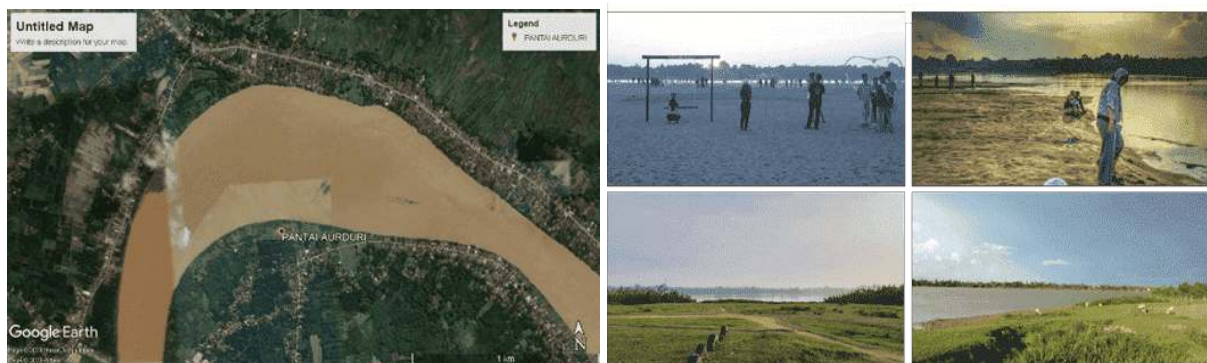 Untitled Map
Write a description for your map.
Legend
PANTAI AURDURI
PANTAI AURDURI
Google Earth
1 km
N